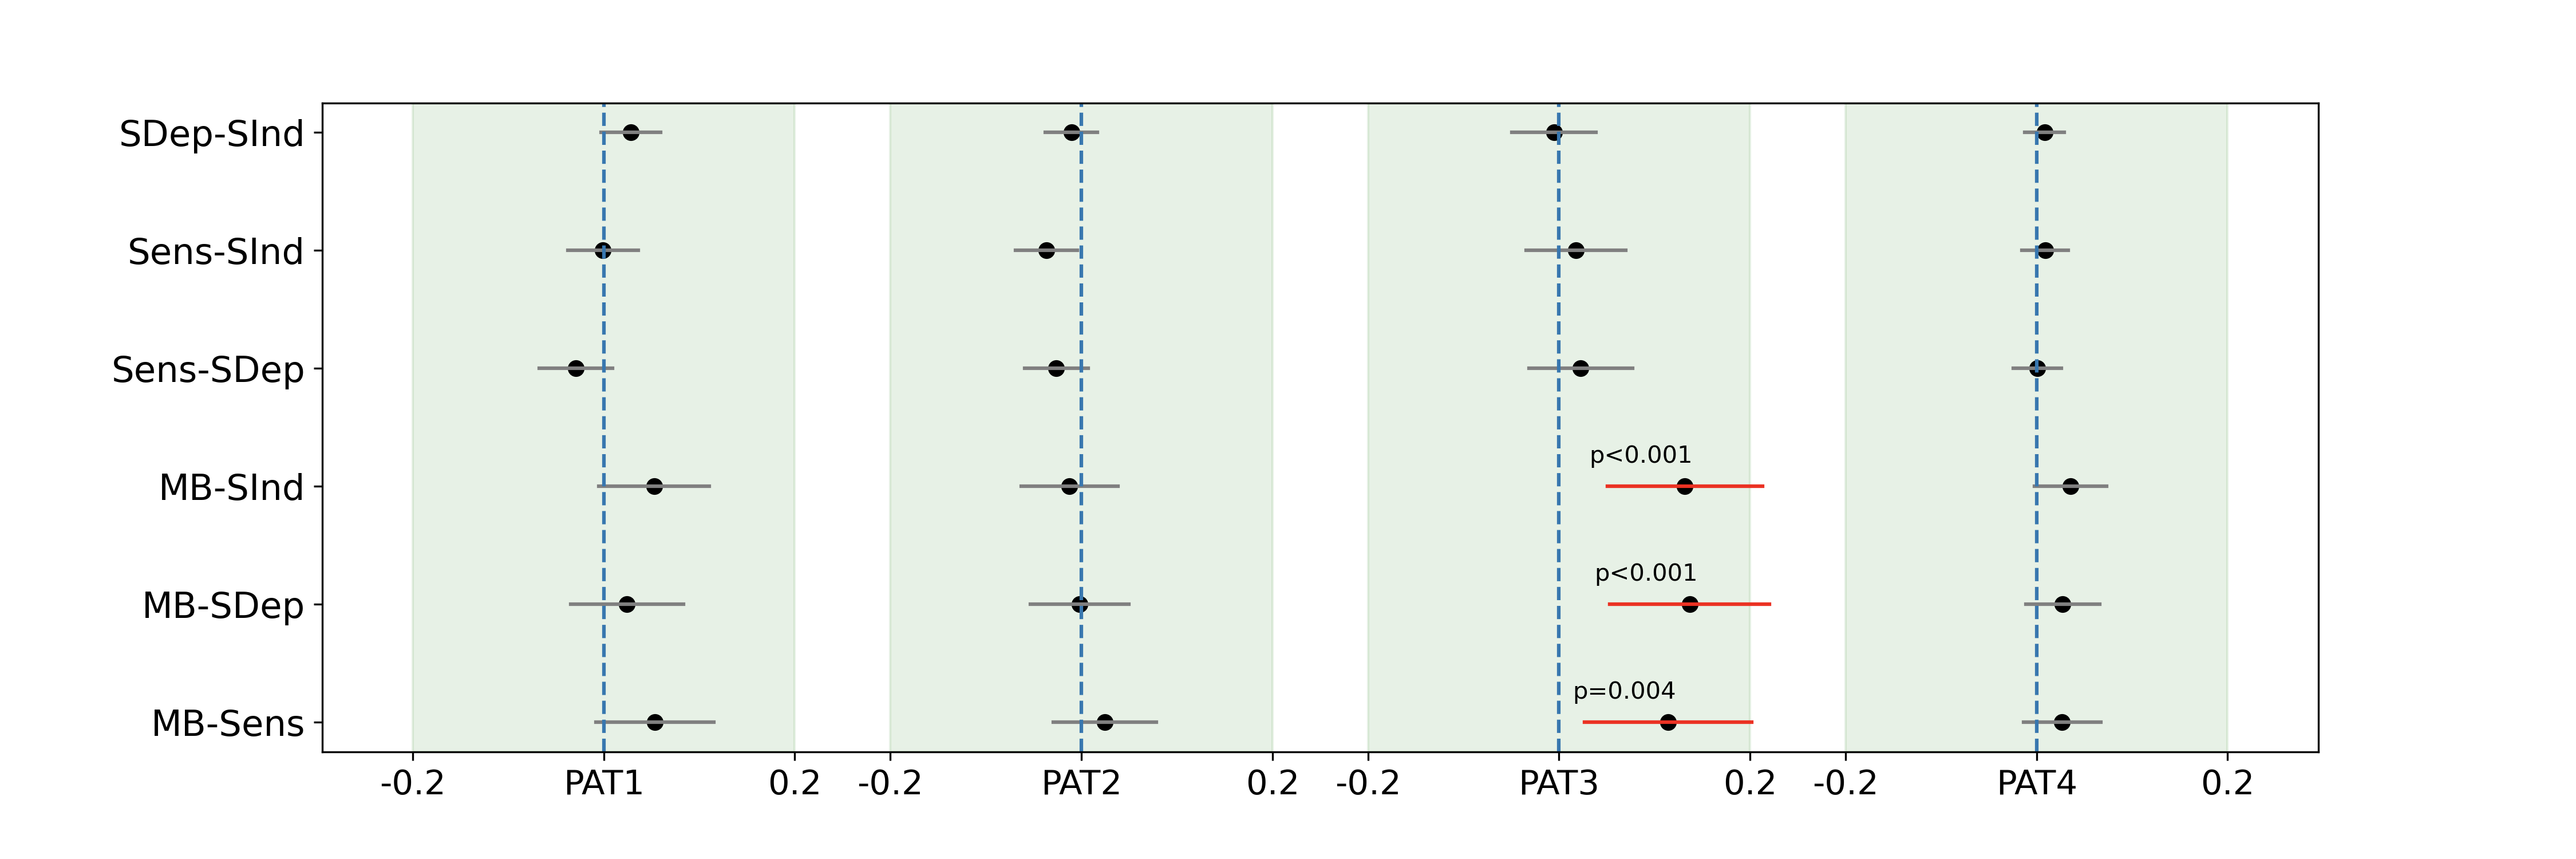 SDep-SInd
Sens-SInd
Sens-SDep
MB-SInd
p<0.001
MB-SDep
p<0.001
MB-Sens
p=0.004
-0.2 PAT1 0.2 -0.2 PAT2 0.2 -0.2 PAT3 0.2 -0.2 PAT4 0.2